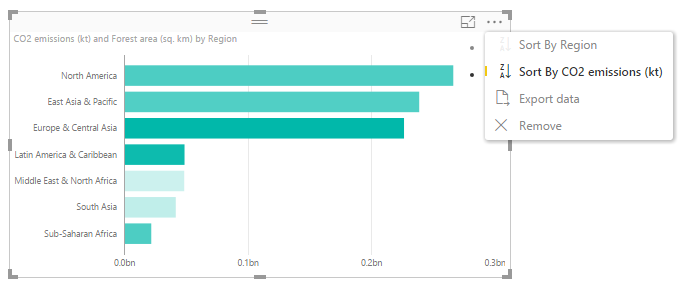 CO2 emissions (kt) and Forest area (sq. km) by Region
North America
East Asia & Pacific
Europe & Central Asia
Latin America & Caribbean
Middle East & North Africa
South Asia
Sub-Saharan Africa
0.0bn 0.1bn 0.2bn 0.3bn
Sort By Region
Sort By CO2 emissions (kt)
Export data
Remove